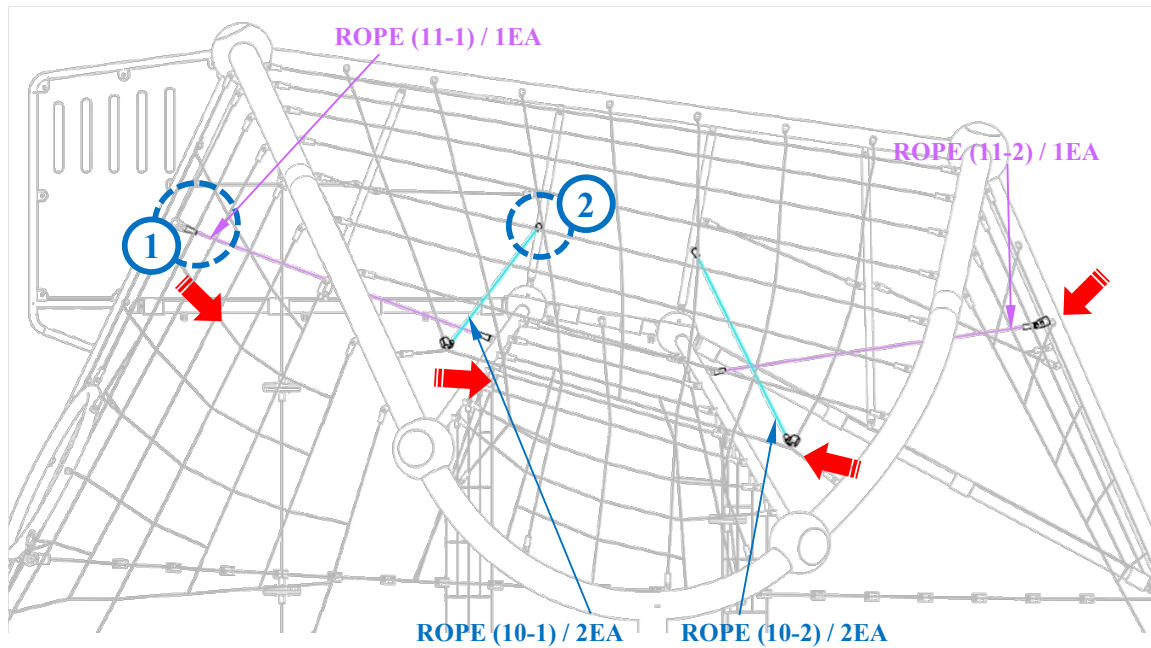 ROPE (11-1) / 1EA
ROPE (11-2) / 1EA
2
1
ROPE (10-1) / 2EA
ROPE (10-2) / 2EA